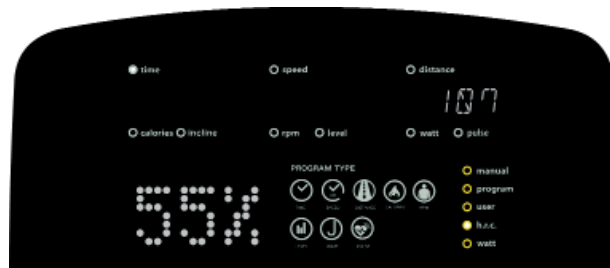 time speed distance
107
calories incline rpm level watt pulse
PROGRAM TYPE
manual
program
user
h.r.c.
watt
55%